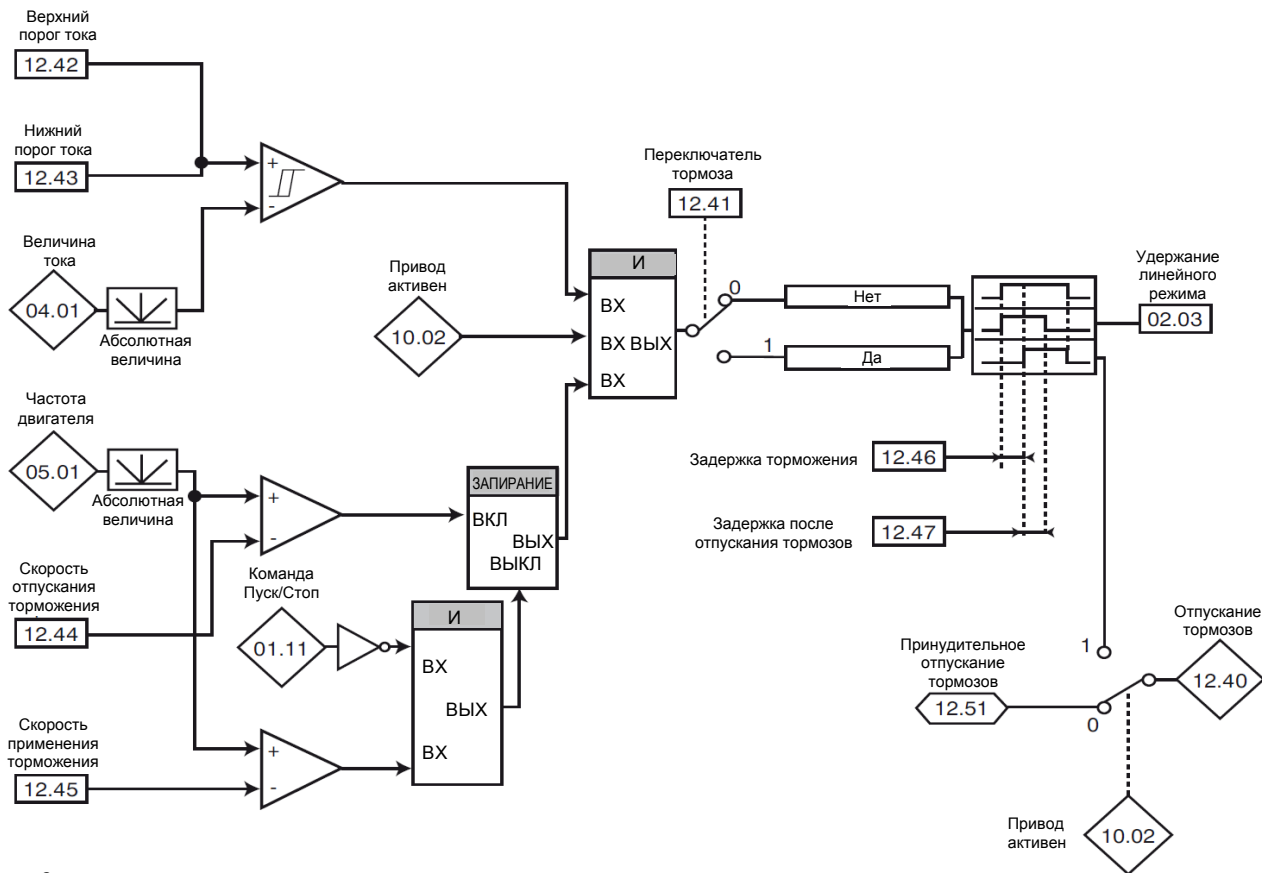 Верхний
порог тока
12.42
Нижний
порог тока
12.43
+
-
Величина
тока
04.01
Абсолютная
величина
Привод
активен
10.02
И
ВХ
ВХ ВЫХ
ВХ
Переключатель
тормоза
12.41
0
1
Нет
Да
Удержание
линейного
режима
02.03
Задержка торможения
12.46
Задержка после
отпускания тормозов
12.47
Частота
двигателя
05.01
Абсолютная
величина
+
-
ЗАПИРАНИЕ
ВКЛ
ВЫХ
ВЫКЛ
Скорость
отпускания
торможения
12.44
Команда
Пуск/Стоп
01.11
И
ВХ
ВЫХ
ВХ
Скорость
применения
торможения
12.45
+
-
Принудительное
отпускание
тормозов
12.51
1
0
Отпускание
тормозов
12.40
Привод
активен
10.02